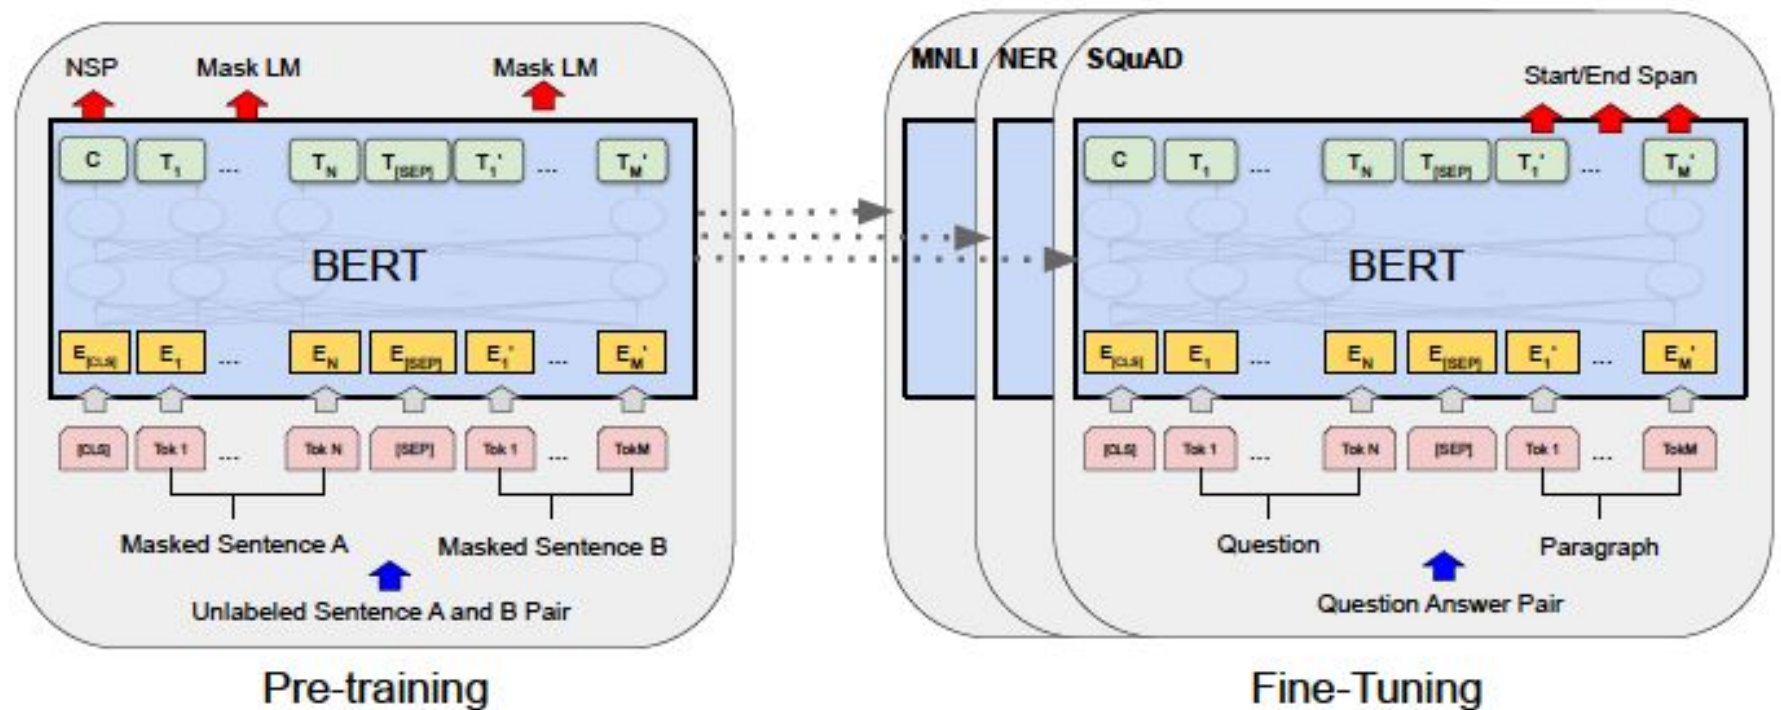 NSP Mask LM Mask LM
C T1 ... TN T[SEP] T1' ... TM'
BERT
E[CLS] E1 ... EN E[SEP] E1' ... EM'
[CLS] Tok 1 ... Tok N [SEP] Tok 1 ... TokM
Masked Sentence A Masked Sentence B
Unlabeled Sentence A and B Pair
Pre-training
MNLI NER SQuAD
Start/End Span
C T1 ... TN T[SEP] T1' ... TM'
BERT
E[CLS] E1 ... EN E[SEP] E1' ... EM'
[CLS] Tok 1 ... Tok N [SEP] Tok 1 ... TokM
Question Paragraph
Question Answer Pair
Fine-Tuning